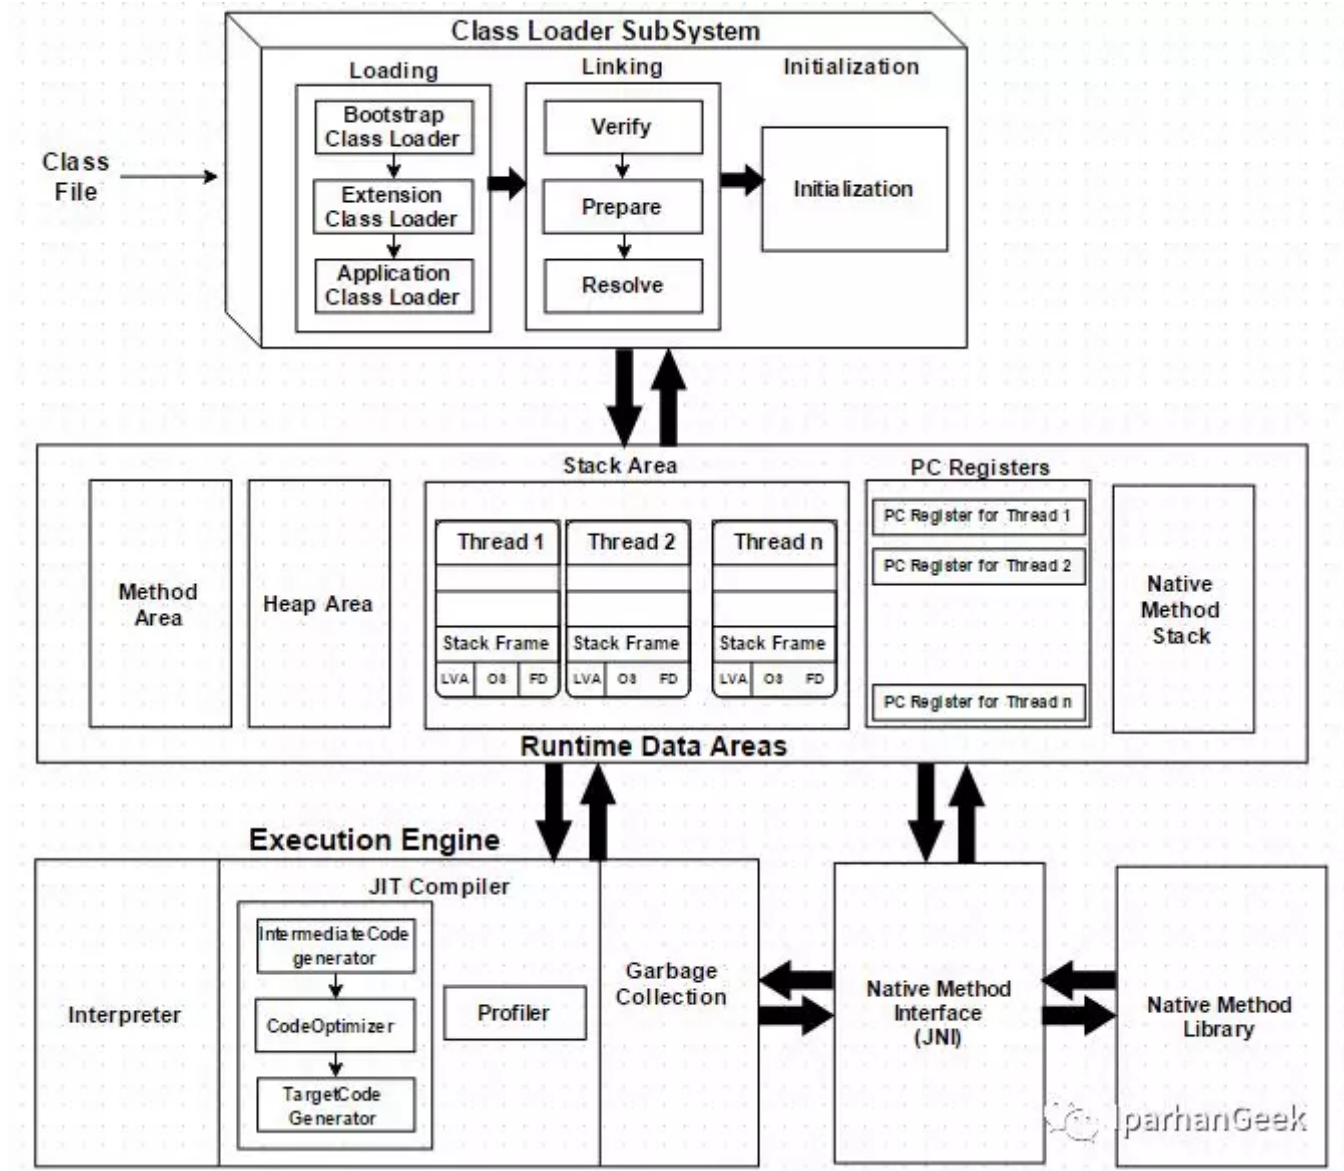 Class Loader SubSystem
Loading
Linking
Initialization
Bootstrap
Class Loader
Extension
Class Loader
Application
Class Loader
Verify
Prepare
Resolve
Initialization
Class
File
Stack Area
PC Registers
Method
Area
Heap Area
Thread 1
Stack Frame
LVA OS FD
Thread 2
Stack Frame
LVA OS FD
Thread n
Stack Frame
LVA OS FD
PC Register for Thread 1
PC Register for Thread 2
PC Register for Thread n
Native
Method
Stack
Runtime Data Areas
Execution Engine
JIT Compiler
Interpreter
IntermediateCode
generator
CodeOptimizer
TargetCode
Generator
Profiler
Garbage
Collection
Native Method
Interface
(JNI)
Native Method
Library
IparhanGeek